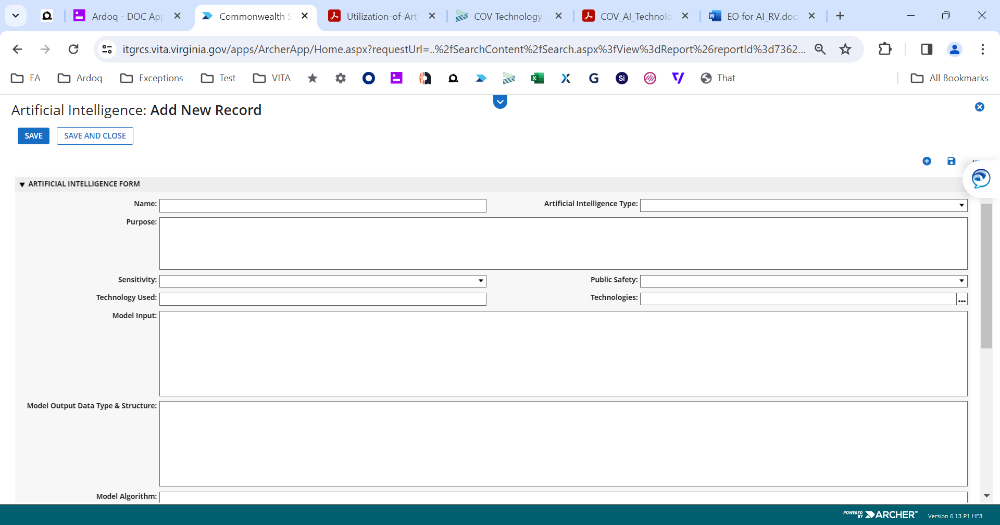 Ardoq - DOC App
Commonwealth S
Utilization-of-Arti
COV Technology
COV_AI_Technolo
EO for AI_RV.doc
itgrcs.vita.virginia.gov/apps/ArcherApp/Home.aspx?requestUrl=..%2fSearchContent%2fSearch.aspx%3fView%3dReport%26reportId%3d7362...
EA
Ardoq
Exceptions
Test
VITA
G
Si
That
All Bookmarks
Artificial Intelligence: Add New Record
SAVE
SAVE AND CLOSE
ARTIFICIAL INTELLIGENCE FORM
Name:
Artificial Intelligence Type:
Purpose:
Sensitivity:
Public Safety:
Technology Used:
Technologies:
...
Model Input:
Model Output Data Type & Structure:
Model Algorithm:
POWERED BY ARCHER™ Version 6.13 P1 HF3